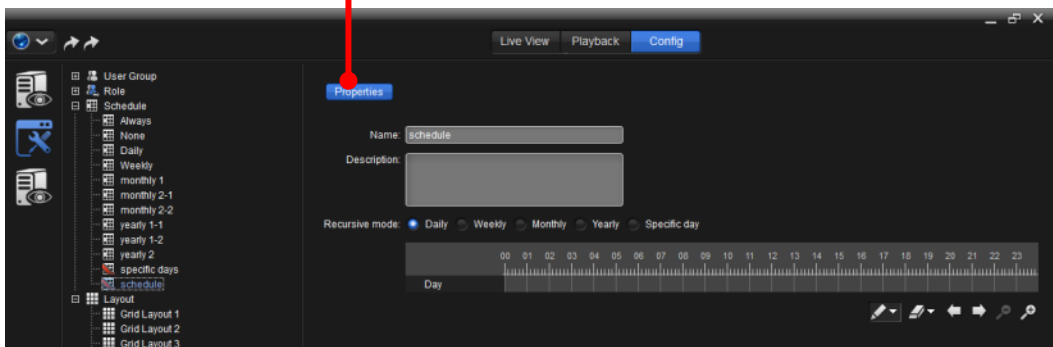 Live View Playback Config
User Group
Role
Schedule
Always
None
Daily
Weekly
monthly 1
monthly 2-1
monthly 2-2
yearly 1-1
yearly 1-2
yearly 2
specific days
schedule
Layout
Grid Layout 1
Grid Layout 2
Grid Layout 3
Properties
Name: schedule
Description:
Recursive mode: Daily Weekly Monthly Yearly Specific day
00 01 02 03 04 05 06 07 08 09 10 11 12 13 14 15 16 17 18 19 20 21 22 23
Day